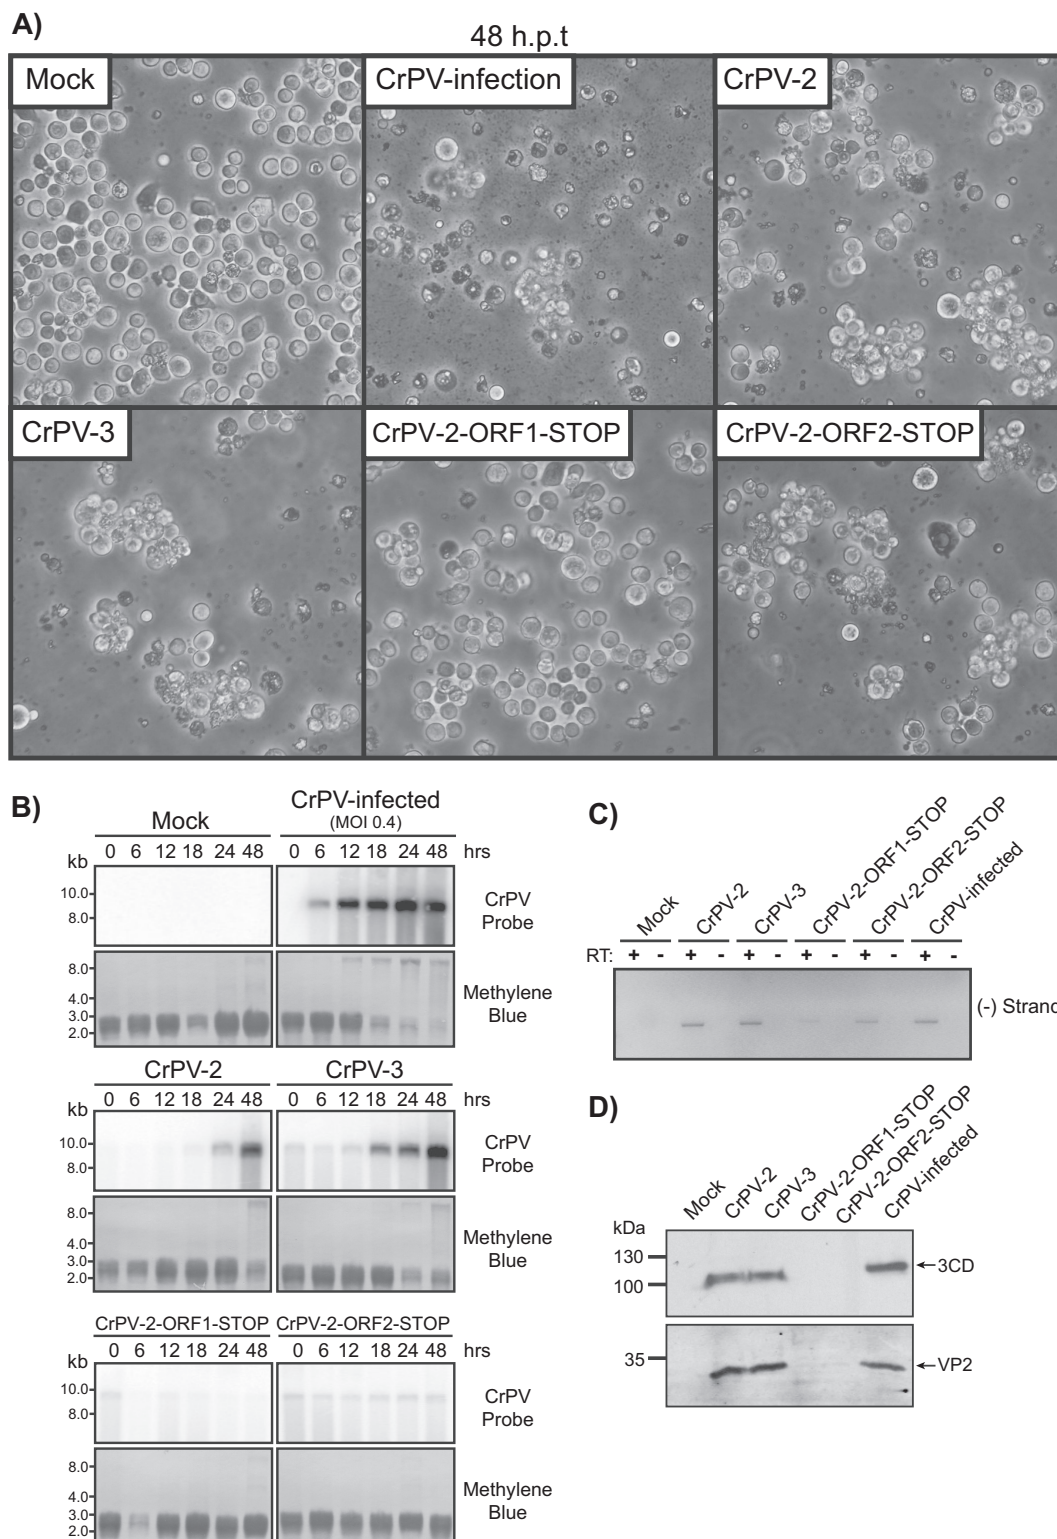 A)
48 h.p.t
Mock
CrPV-infection
CrPV-2
CrPV-3
CrPV-2-ORF1-STOP
CrPV-2-ORF2-STOP
B)
Mock
CrPV-infected
(MOI 0.4)
kb
0 6 12 18 24 48
0 6 12 18 24 48
hrs
10.0
8.0
CrPV
Probe
8.0
4.0
3.0
2.0
Methylene
Blue
CrPV-2
CrPV-3
kb
0 6 12 18 24 48
0 6 12 18 24 48
hrs
10.0
8.0
CrPV
Probe
8.0
4.0
3.0
2.0
Methylene
Blue
CrPV-2-ORF1-STOP
CrPV-2-ORF2-STOP
kb
0 6 12 18 24 48
0 6 12 18 24 48
hrs
10.0
8.0
CrPV
Probe
8.0
4.0
3.0
2.0
Methylene
Blue
C)
Mock
CrPV-2
CrPV-3
CrPV-2-ORF1-STOP
CrPV-2-ORF2-STOP
CrPV-infected
RT: + - + - + - + - + - + -
(-) Strand
D)
Mock
CrPV-2
CrPV-3
CrPV-2-ORF1-STOP
CrPV-2-ORF2-STOP
CrPV-infected
kDa
130
100
3CD
35
VP2